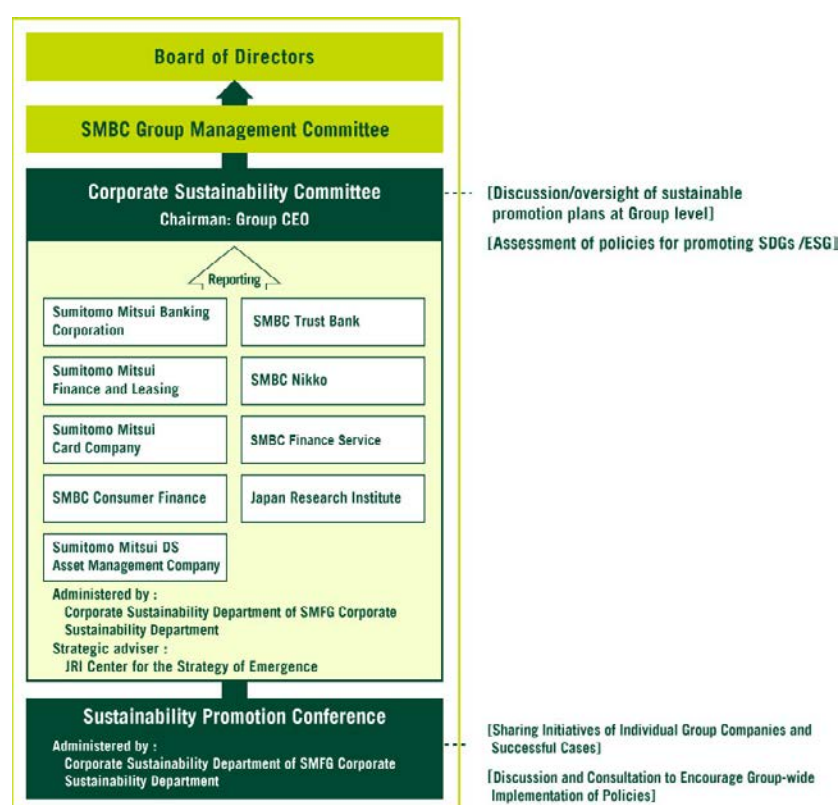 Board of Directors
SMBC Group Management Committee
Corporate Sustainability Committee
Chairman: Group CEO
[Discussion/oversight of sustainable
promotion plans at Group level]
[Assessment of policies for promoting SDGs /ESG]
Reporting
Sumitomo Mitsui Banking
Corporation
SMBC Trust Bank
Sumitomo Mitsui
Finance and Leasing
SMBC Nikko
Sumitomo Mitsui
Card Company
SMBC Finance Service
SMBC Consumer Finance
Japan Research Institute
Sumitomo Mitsui DS
Asset Management Company
Administered by :
Corporate Sustainability Department of SMFG Corporate
Sustainability Department
Strategic adviser :
JRI Center for the Strategy of Emergence
Sustainability Promotion Conference
Administered by :
Corporate Sustainability Department of SMFG Corporate
Sustainability Department
[Sharing Initiatives of Individual Group Companies and
Successful Cases]
[Discussion and Consultation to Encourage Group-wide
Implementation of Policies]